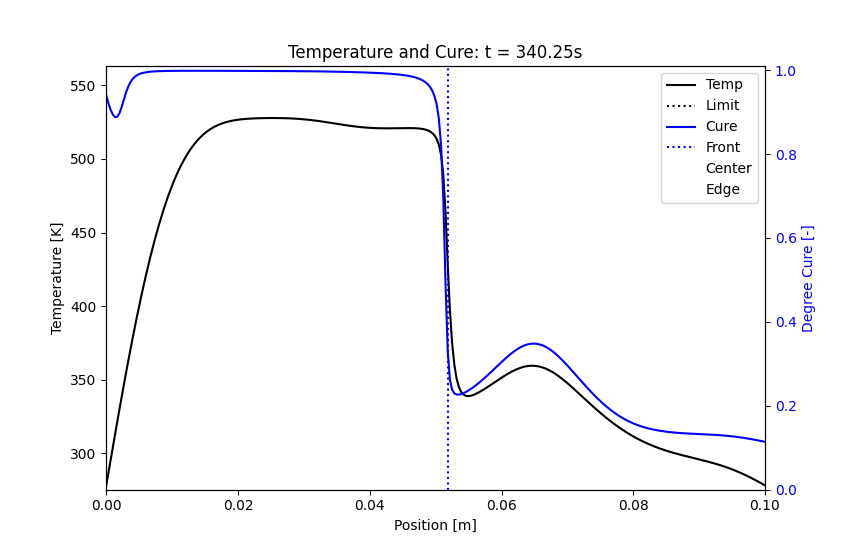 Temperature and Cure: t = 340.25s
550
500
450
400
350
300
Temperature [K]
1.0
0.8
0.6
0.4
0.2
0.0
Degree Cure [-]
Temp
Limit
Cure
Front
Center
Edge
0.00
0.02
0.04
0.06
0.08
0.10
Position [m]